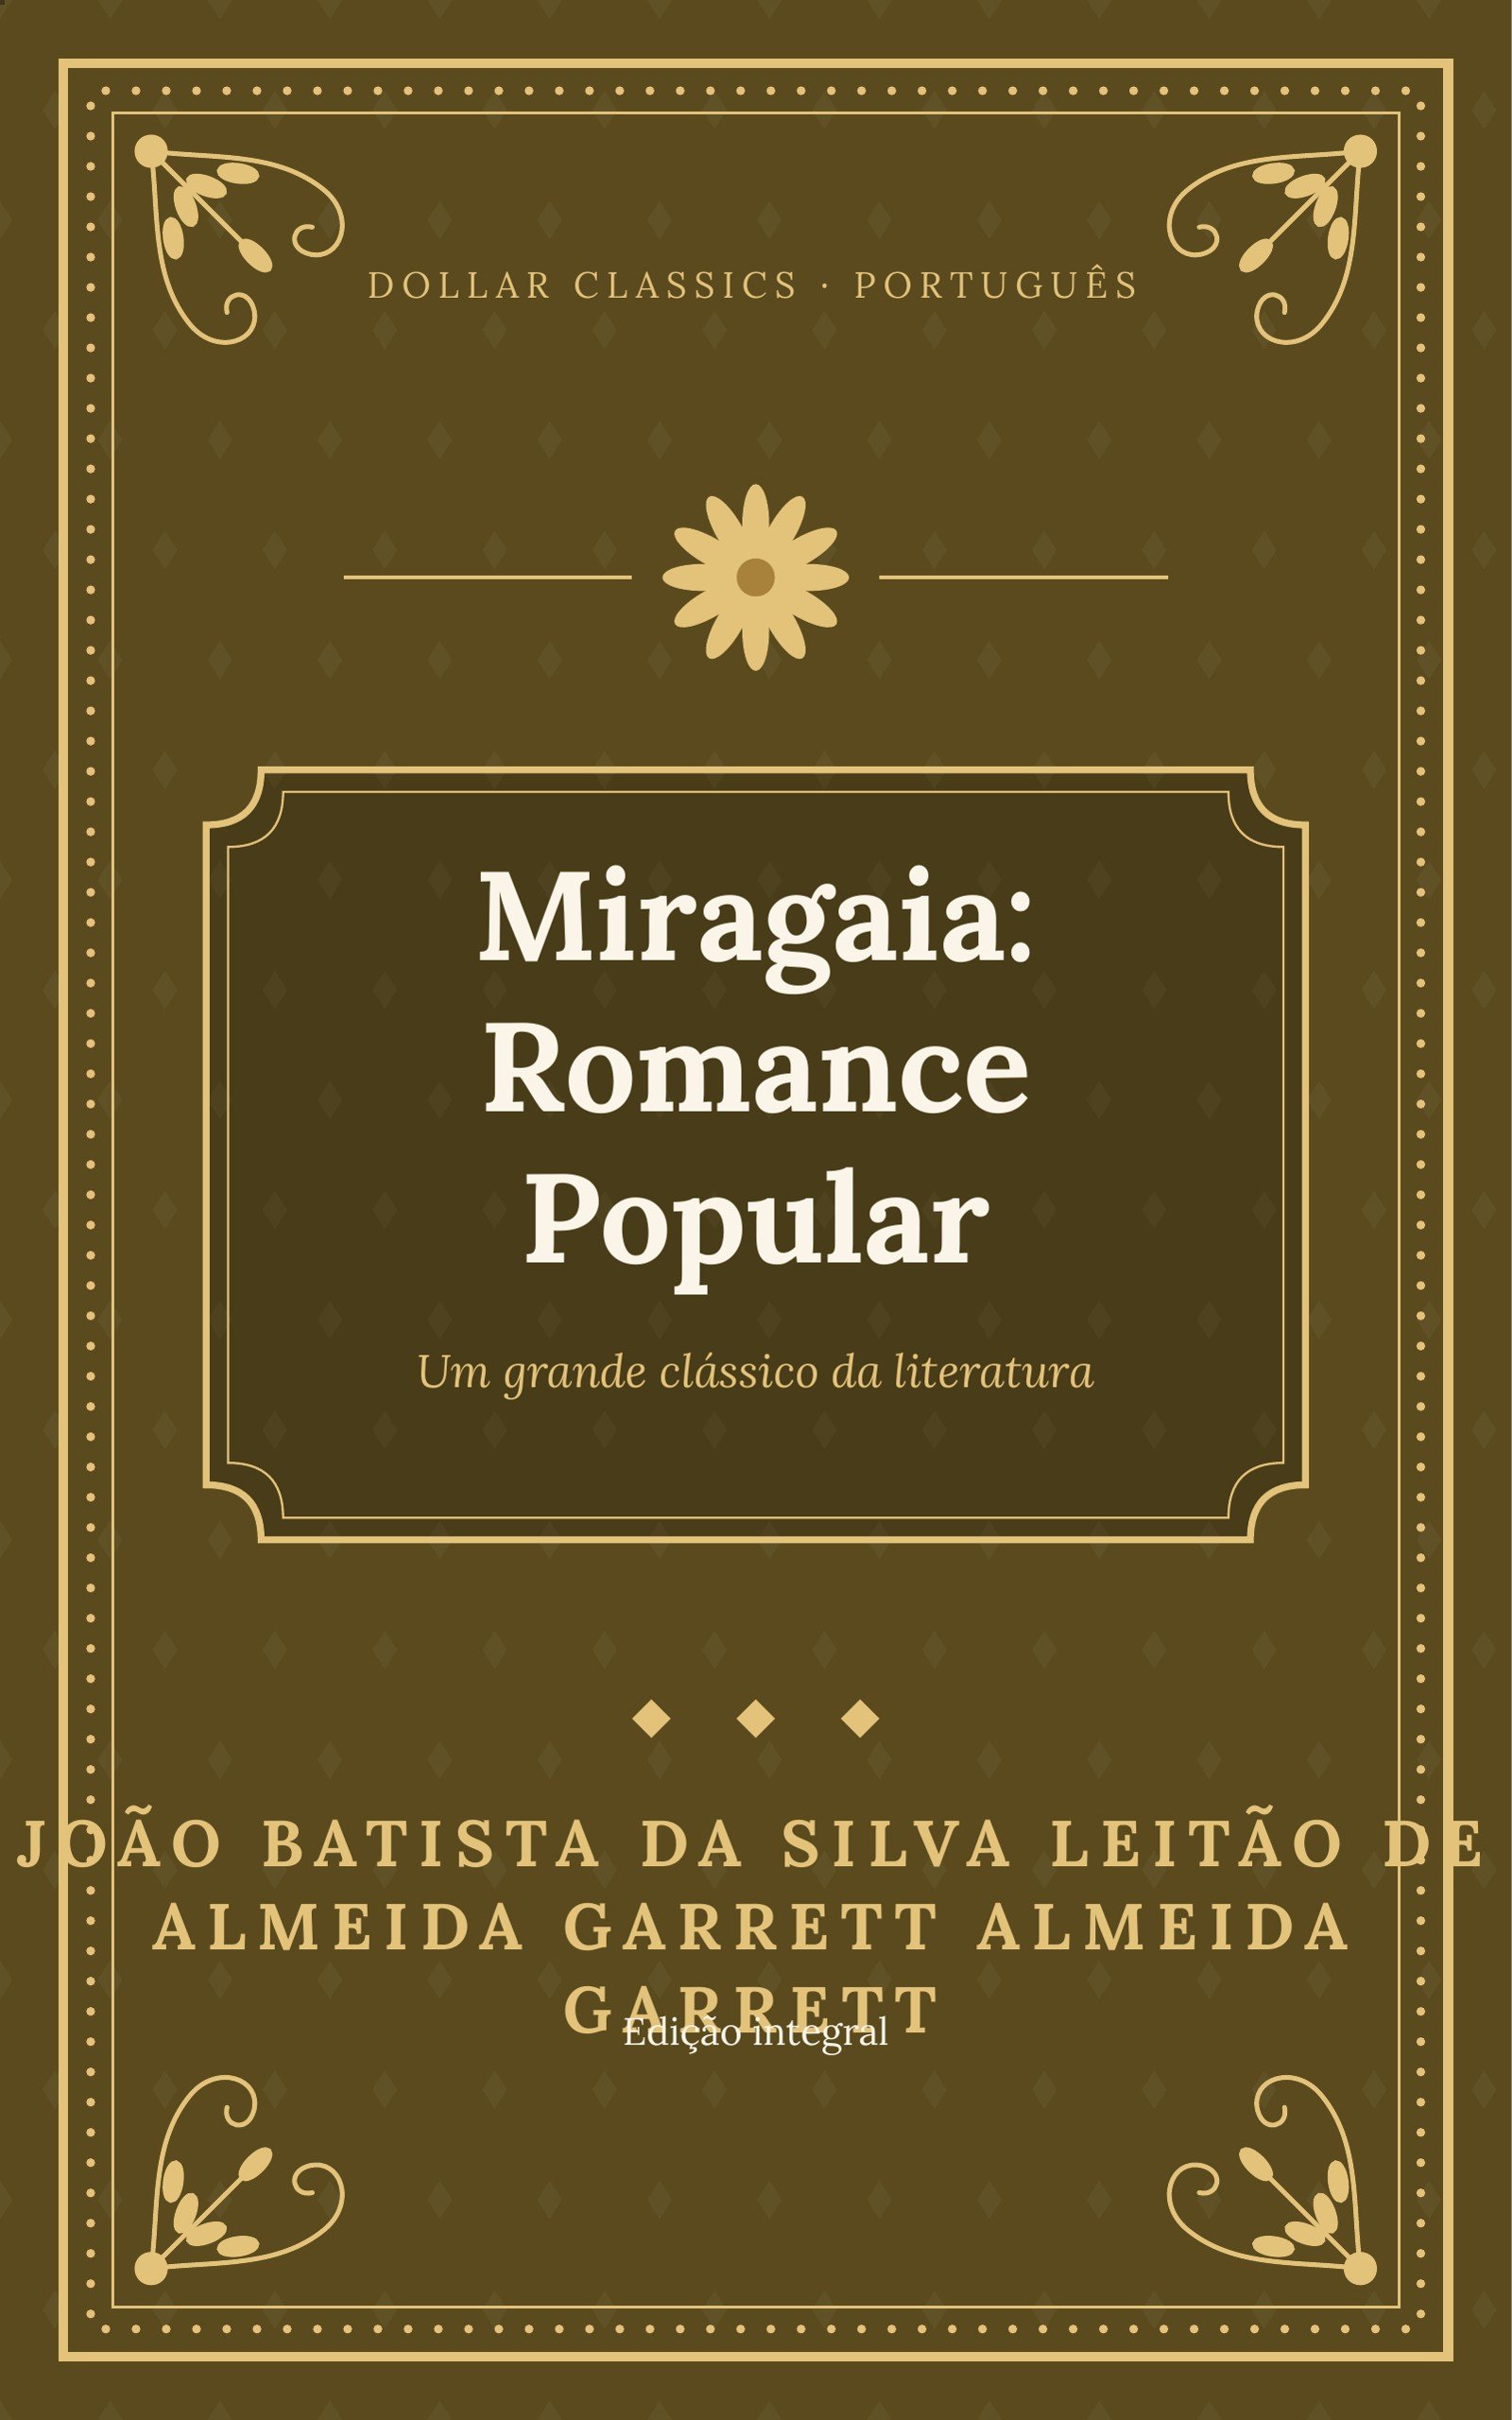 DOLLAR CLASSICS · PORTUGUÊS
Miragaia:
Romance
Popular
Um grande clássico da literatura
JOÃO BATISTA DA SILVA LEITÃO DE
ALMEIDA GARRETT ALMEIDA
GARRETT
Edição integral